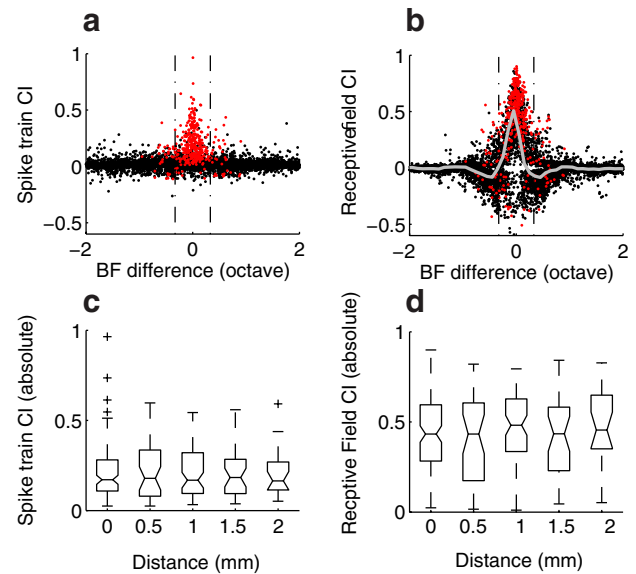 a
b
Spike train CI
1
0.5
0
−0.5
−2
0
2
BF difference (octave)
Receptive field CI
1
0.5
0
−0.5
−2
0
2
BF difference (octave)
c
d
Spike train CI (absolute)
1
0.5
0
0 0.5 1 1.5 2
Distance (mm)
Recptive Field CI (absolute)
1
0.5
0
0 0.5 1 1.5 2
Distance (mm)